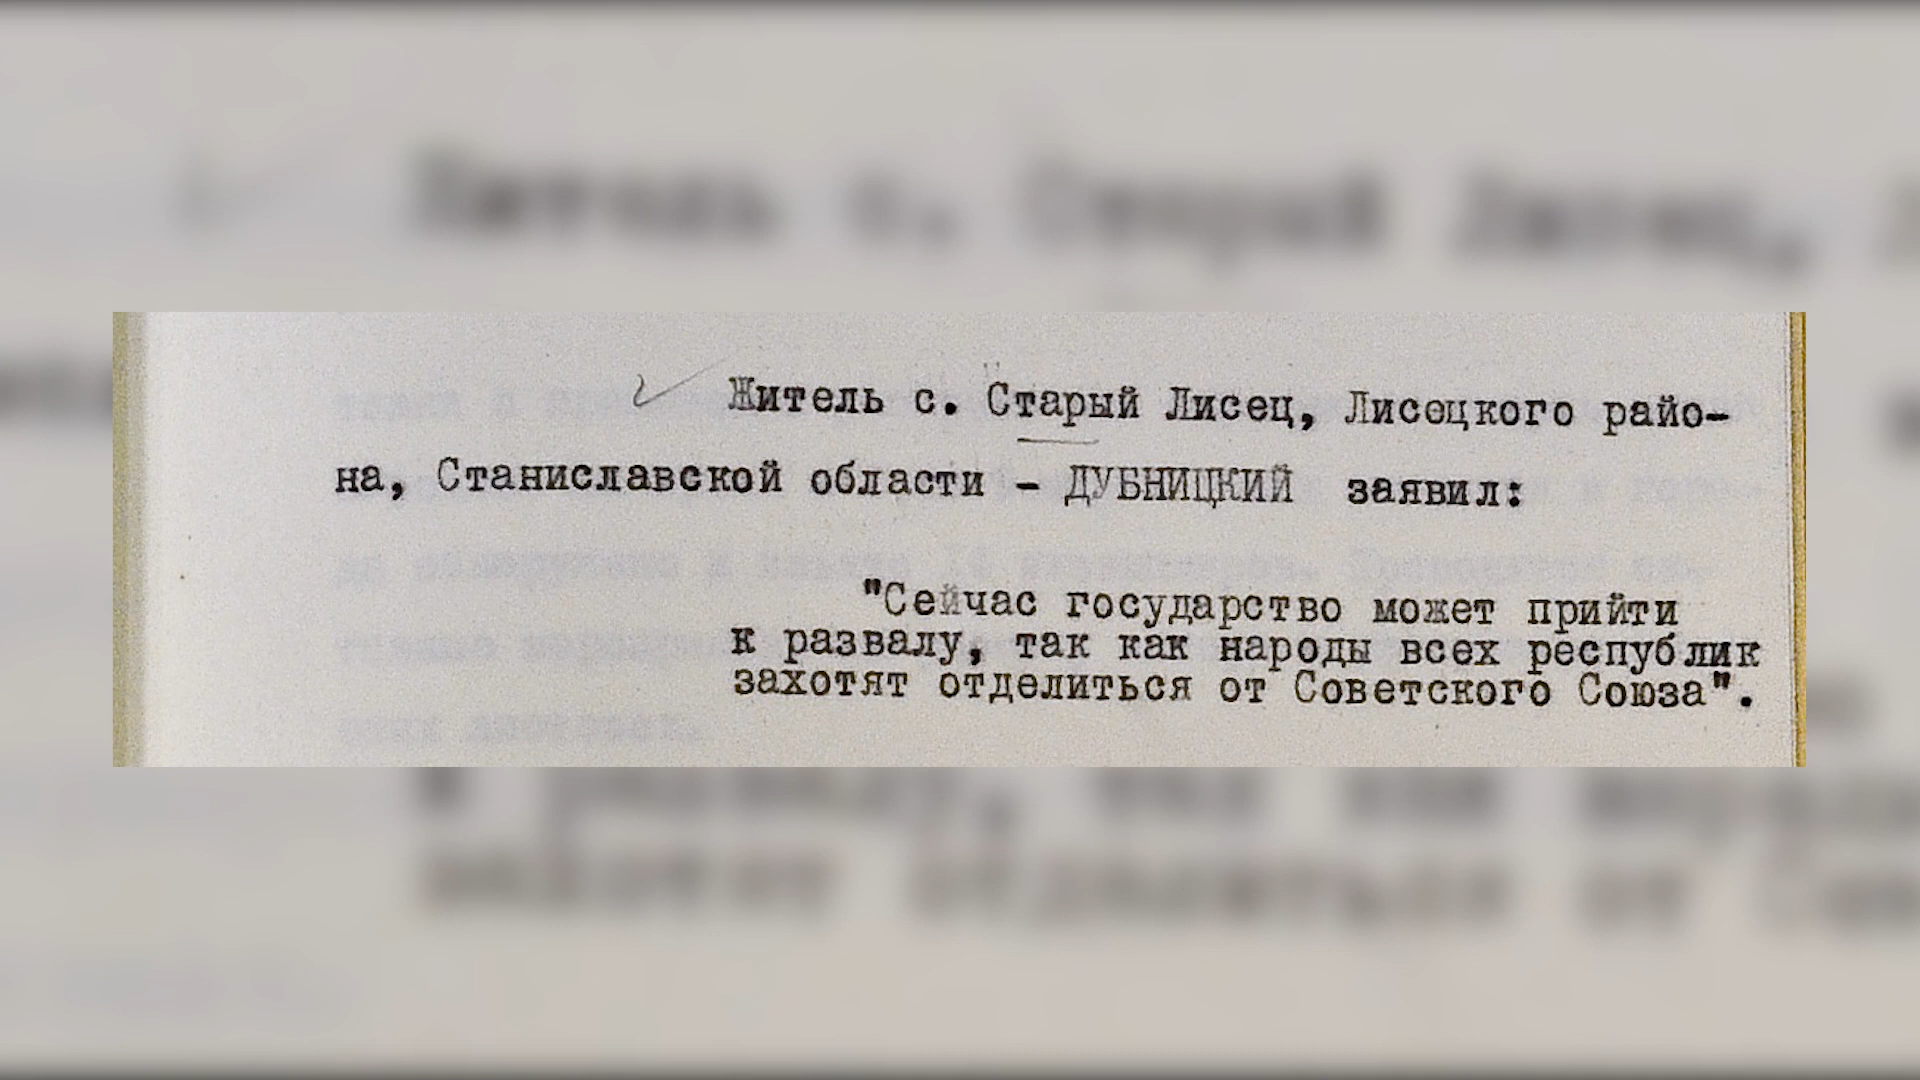 Житель с. Старый Лисец, Лисецкого райо-
на, Станиславской области - ДУБНИЦКИЙ заявил:
"Сейчас государство может прийти
к развалу, так как народы всех республик
захотят отделиться от Советского Союза".